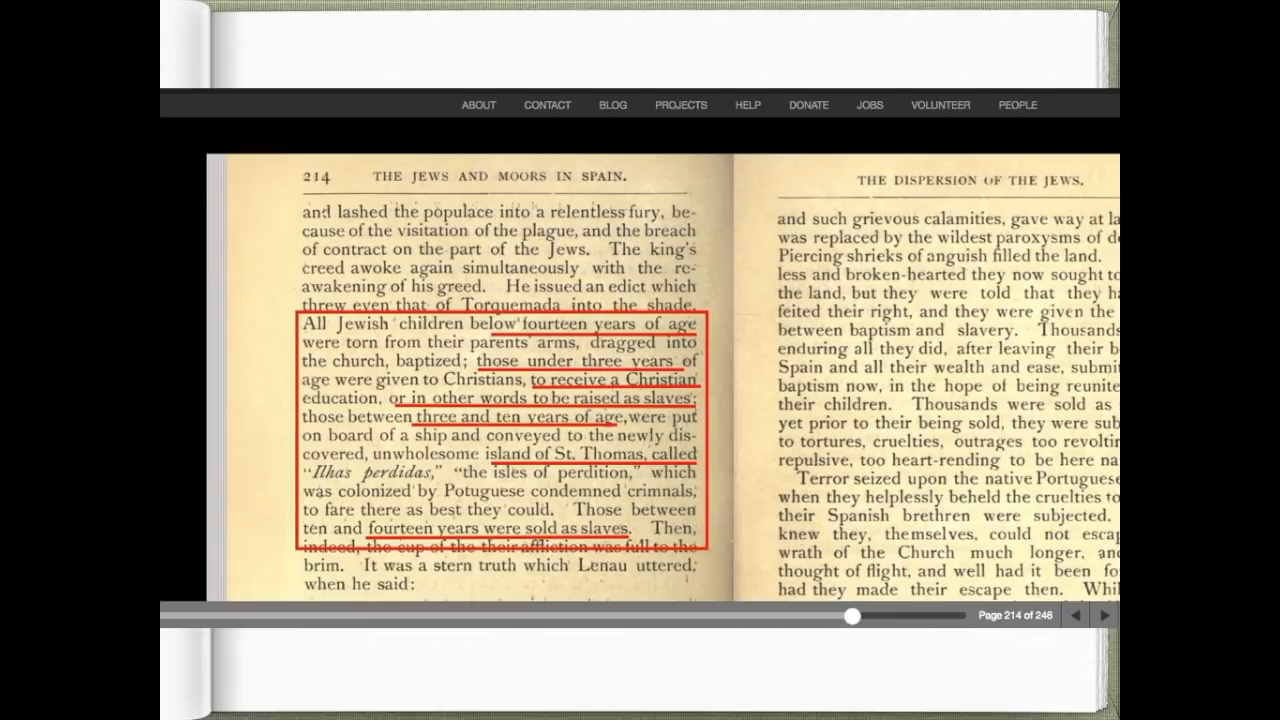 ABOUT CONTACT BLOG PROJECTS HELP DONATE JOBS VOLUNTEER PEOPLE
214 THE JEWS AND MOORS IN SPAIN.
and lashed the populace into a relentless fury, be-
cause of the visitation of the plague, and the breach
of contract on the part of the Jews. The king's
creed awoke again simultaneously with the re-
awakening of his greed. He issued an edict which
threw even that of Torquemada into the shade.
All Jewish children below fourteen years of age
were torn from their parents' arms, dragged into
the church, baptized; those under three years of
age were given to Christians, to receive a Christian
education, or in other words to be raised as slaves;
those between three and ten years of age, were put
on board of a ship and conveyed to the newly dis-
covered, unwholesome island of St. Thomas, called
"Ilhas perdidas," "the isles of perdition," which
was colonized by Potuguese condemned crimnals,
to fare there as best they could. Those between
ten and fourteen years were sold as slaves. Then,
indeed, the cup of the their affliction was full to the
brim. It was a stern truth which Lenau uttered,
when he said:
THE DISPERSION OF THE JEWS.
and such grievous calamities, gave way at la
was replaced by the wildest paroxysms of de
Piercing shrieks of anguish filled the land.
less and broken-hearted they now sought to
the land, but they were told that they ha
feited their right, and they were given the
between baptism and slavery. Thousands
enduring all they did, after leaving their b
Spain and all their wealth and ease, submit
baptism now, in the hope of being reunite
their children. Thousands were sold as
yet prior to their being sold, they were sub
to tortures, cruelties, outrages too revoltin
repulsive, too heart-rending to be here na
Terror seized upon the native Portuguese
when they helplessly beheld the cruelties to
their Spanish brethren were subjected.
knew they, themselves, could not escap
wrath of the Church much longer, and
thought of flight, and well had it been fo
had they made their escape then. Whil
Page 214 of 246